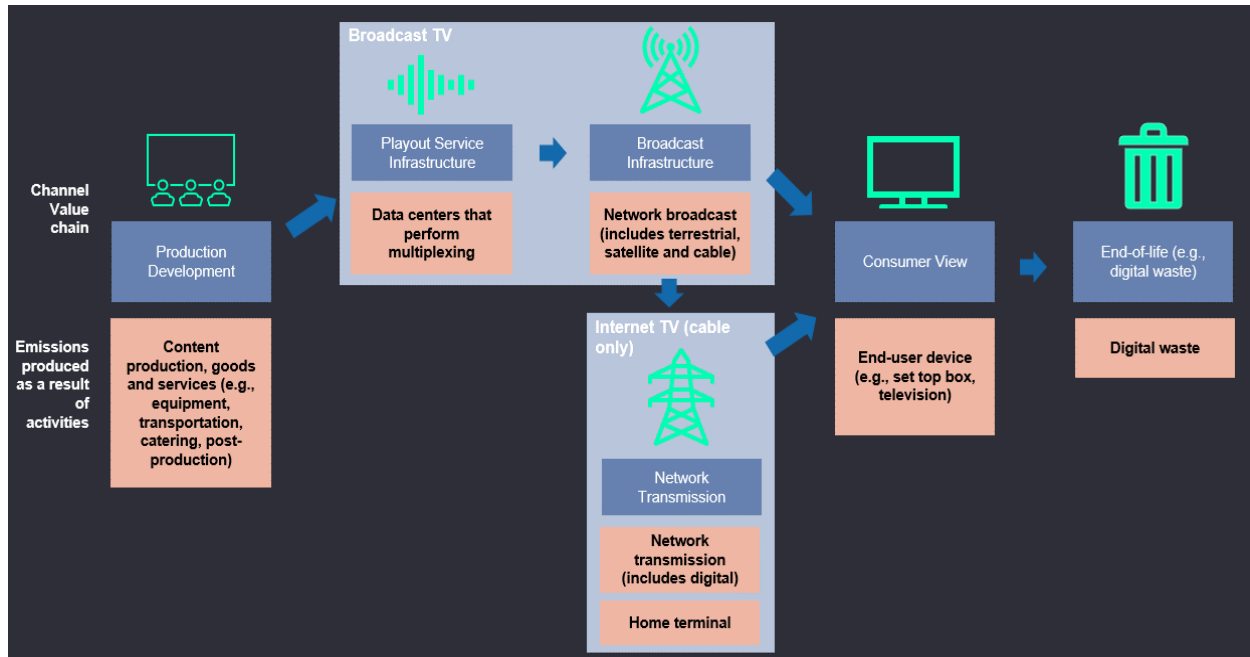 Broadcast TV
Playout Service
Infrastructure
Broadcast
Infrastructure
Data centers that
perform
multiplexing
Network broadcast
(includes terrestrial,
satellite and cable)
Channel
Value
chain
Production
Development
Emissions
produced
as a result
of
activities
Content
production, goods
and services (e.g.,
equipment,
transportation,
catering, post-
production)
Internet TV (cable
only)
Network
Transmission
Network
transmission
(includes digital)
Home terminal
Consumer View
End-user device
(e.g., set top box,
television)
End-of-life (e.g.,
digital waste)
Digital waste